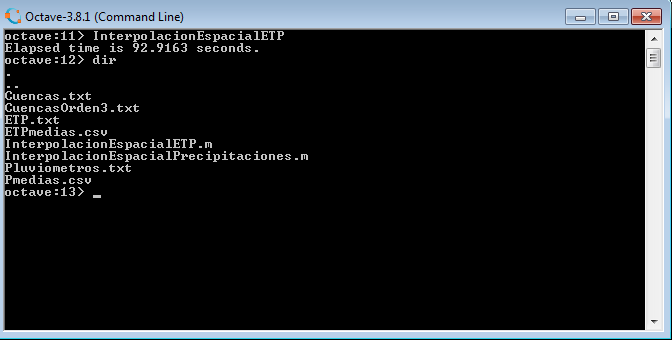 Octave-3.8.1 (Command Line)
octave:11> InterpolacionEspacialETP
Elapsed time is 92.9163 seconds.
octave:12> dir
.
..
Cuencas.txt
CuencasOrden3.txt
ETP.txt
ETPmedias.csv
InterpolacionEspacialETP.m
InterpolacionEspacialPrecipitaciones.m
Pluviometros.txt
Pmedias.csv
octave:13> _